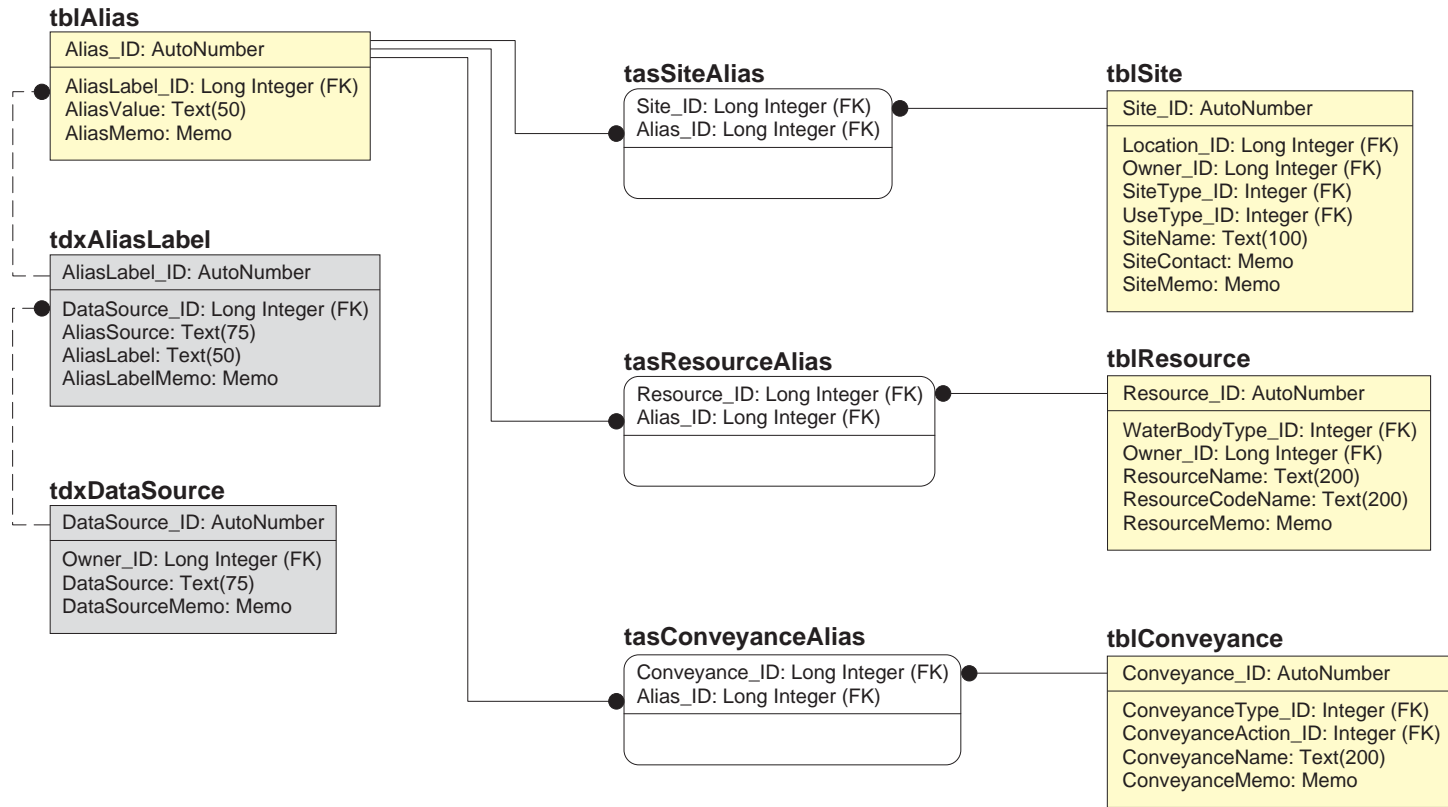 tblAlias
Alias_ID: AutoNumber
AliasLabel_ID: Long Integer (FK)
AliasValue: Text(50)
AliasMemo: Memo
tdxAliasLabel
AliasLabel_ID: AutoNumber
DataSource_ID: Long Integer (FK)
AliasSource: Text(75)
AliasLabel: Text(50)
AliasLabelMemo: Memo
tdxDataSource
DataSource_ID: AutoNumber
Owner_ID: Long Integer (FK)
DataSource: Text(75)
DataSourceMemo: Memo
tasSiteAlias
Site_ID: Long Integer (FK)
Alias_ID: Long Integer (FK)
tasResourceAlias
Resource_ID: Long Integer (FK)
Alias_ID: Long Integer (FK)
tasConveyanceAlias
Conveyance_ID: Long Integer (FK)
Alias_ID: Long Integer (FK)
tblSite
Site_ID: AutoNumber
Location_ID: Long Integer (FK)
Owner_ID: Long Integer (FK)
SiteType_ID: Integer (FK)
UseType_ID: Integer (FK)
SiteName: Text(100)
SiteContact: Memo
SiteMemo: Memo
tblResource
Resource_ID: AutoNumber
WaterBodyType_ID: Integer (FK)
Owner_ID: Long Integer (FK)
ResourceName: Text(200)
ResourceCodeName: Text(200)
ResourceMemo: Memo
tblConveyance
Conveyance_ID: AutoNumber
ConveyanceType_ID: Integer (FK)
ConveyanceAction_ID: Integer (FK)
ConveyanceName: Text(200)
ConveyanceMemo: Memo